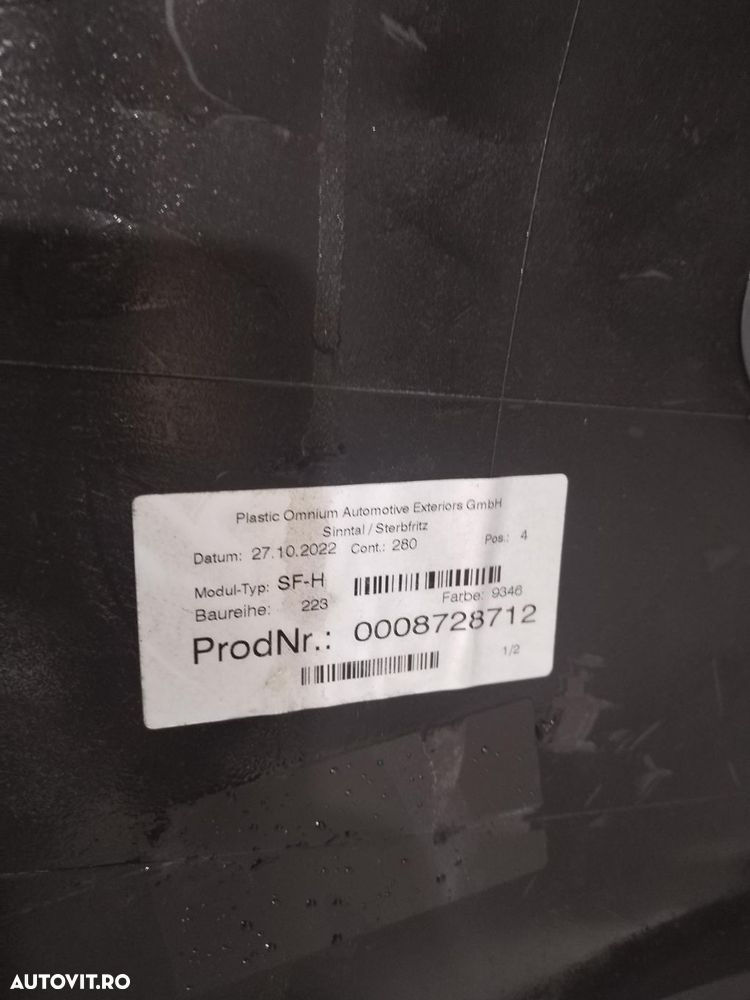 Plastic Omnium Automotive Exteriors GmbH
Sinntal / Sterbfritz
Datum: 27.10.2022 Cont.: 280 Pos.: 4
Modul-Typ: SF-H
Baureihe: 223 Farbe: 9346
ProdNr.: 0008728712
1/2
AUTOVIT.RO